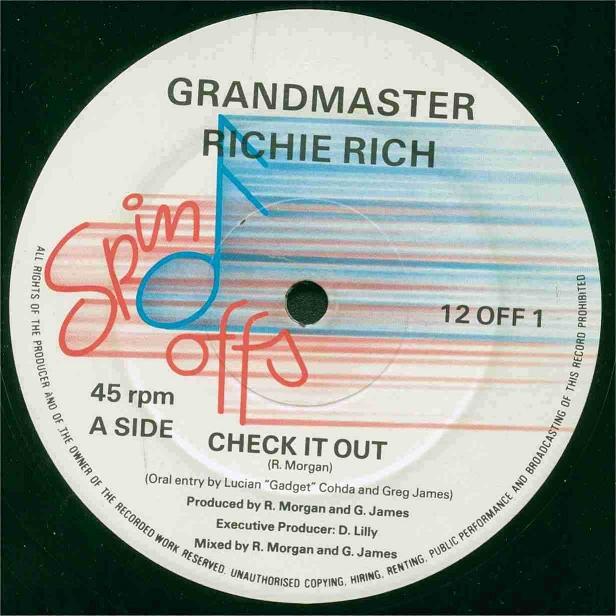 GRANDMASTER
RICHIE RICH
Spin
offs
12 OFF 1
45 rpm
A SIDE
CHECK IT OUT
(R. Morgan)
(Oral entry by Lucian "Gadget" Cohda and Greg James)
Produced by R. Morgan and G. James
Executive Producer: D. Lilly
Mixed by R. Morgan and G. James
ALL RIGHTS OF THE PRODUCER AND OF THE OWNER OF THE RECORDED WORK RESERVED. UNAUTHORISED COPYING, HIRING, RENTING, PUBLIC PERFORMANCE AND BROADCASTING OF THIS RECORD PROHIBITED